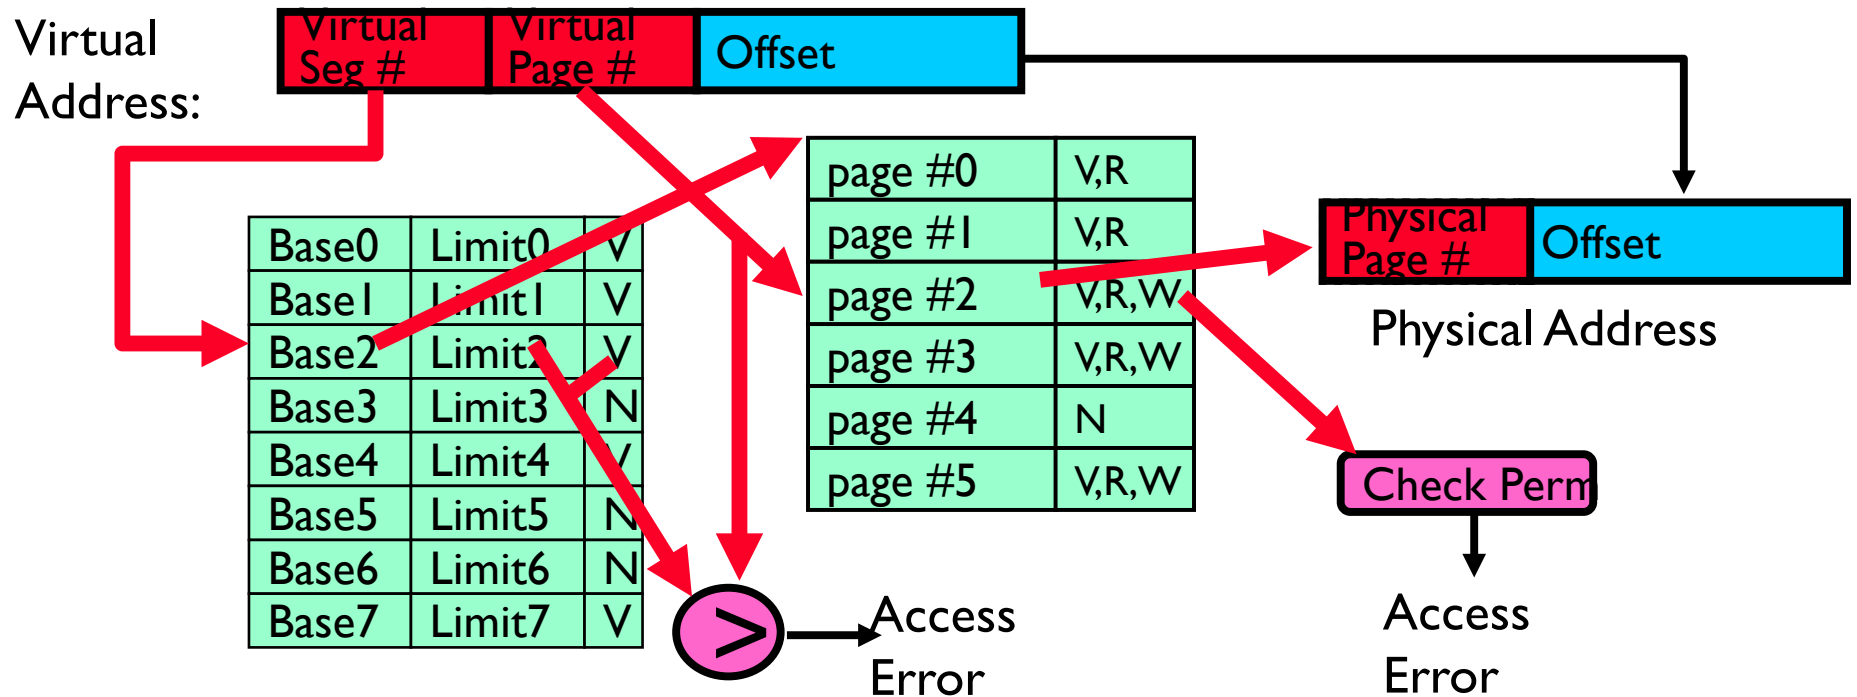 Virtual
Address:
Virtual
Seg #
Virtual
Page #
Offset
Base0 Limit0 V
Base1 Limit1 V
Base2 Limit2 V
Base3 Limit3 N
Base4 Limit4 V
Base5 Limit5 N
Base6 Limit6 N
Base7 Limit7 V
page #0 V,R
page #1 V,R
page #2 V,R,W
page #3 V,R,W
page #4 N
page #5 V,R,W
Physical
Page #
Offset
Physical Address
Check Perm
>
Access
Error
Access
Error